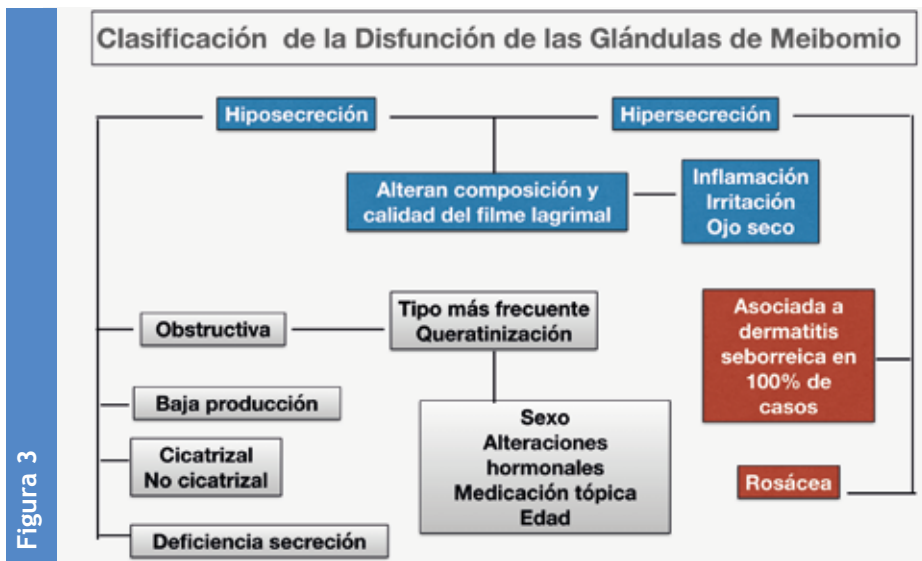 Clasificación de la Disfunción de las Glándulas de Meibomio
Hiposecreción
Hipersecreción
Alteran composición y
calidad del filme lagrimal
Inflamación
Irritación
Ojo seco
Obstructiva
Tipo más frecuente
Queratinización
Asociada a
dermatitis
seborreica en
100% de
casos
Baja producción
Sexo
Alteraciones
hormonales
Medicación tópica
Edad
Cicatrizal
No cicatrizal
Rosácea
Deficiencia secreción
Figura 3